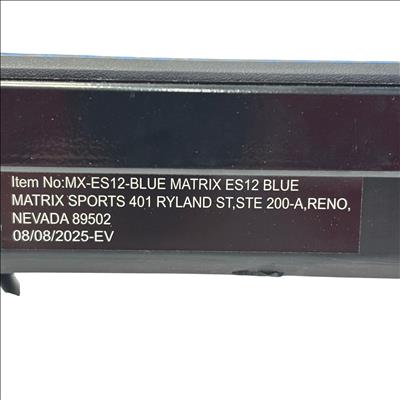 Item No:MX-ES12-BLUE MATRIX ES12 BLUE
MATRIX SPORTS 401 RYLAND ST,STE 200-A,RENO,
NEVADA 89502
08/08/2025-EV